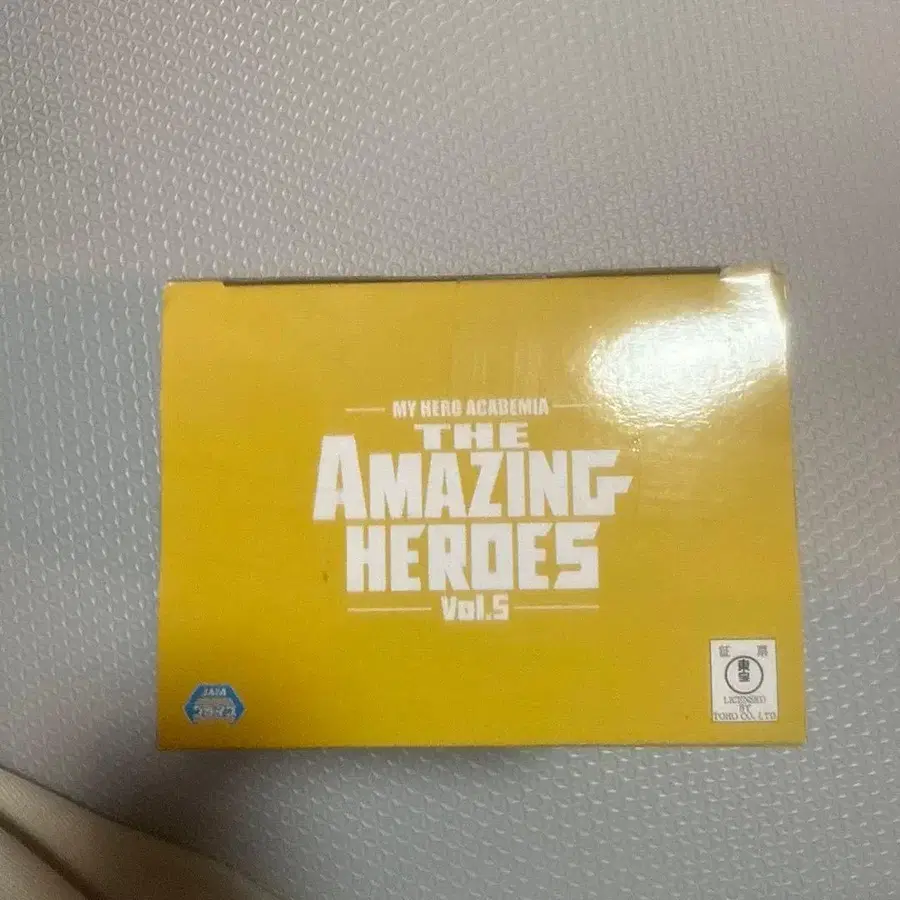 MY HERO ACADEMIA
THE
AMAZING
HEROES
Vol.5
証 票
東宝
LICENSED
BY
TOHO CO., LTD